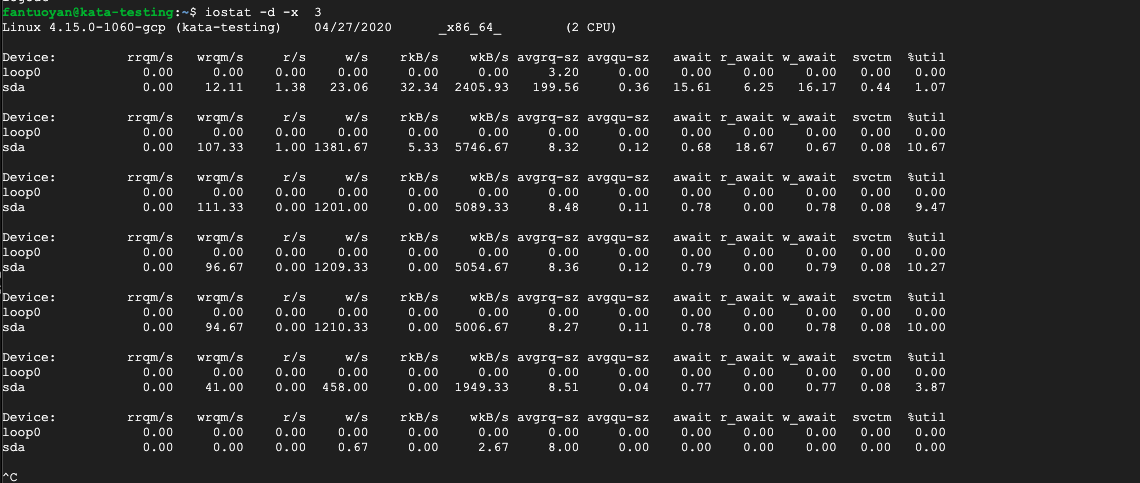 fantuoyan@kata-testing:~$ iostat -d -x  3
Linux 4.15.0-1060-gcp (kata-testing)    04/27/2020      _x86_64_        (2 CPU)
Device:         rrqm/s   wrqm/s     r/s     w/s    rkB/s    wkB/s avgrq-sz avgqu-sz   await r_await w_await  svctm  %util
loop0             0.00     0.00    0.00    0.00     0.00     0.00     3.20     0.00    0.00    0.00    0.00   0.00   0.00
sda               0.00    12.11    1.38   23.06    32.34  2405.93   199.56     0.36   15.61    6.25   16.17   0.44   1.07
Device:         rrqm/s   wrqm/s     r/s     w/s    rkB/s    wkB/s avgrq-sz avgqu-sz   await r_await w_await  svctm  %util
loop0             0.00     0.00    0.00    0.00     0.00     0.00     0.00     0.00    0.00    0.00    0.00   0.00   0.00
sda               0.00   107.33    1.00 1381.67     5.33  5746.67     8.32     0.12    0.68   18.67    0.67   0.08  10.67
Device:         rrqm/s   wrqm/s     r/s     w/s    rkB/s    wkB/s avgrq-sz avgqu-sz   await r_await w_await  svctm  %util
loop0             0.00     0.00    0.00    0.00     0.00     0.00     0.00     0.00    0.00    0.00    0.00   0.00   0.00
sda               0.00   111.33    0.00 1201.00     0.00  5089.33     8.48     0.11    0.78    0.00    0.78   0.08   9.47
Device:         rrqm/s   wrqm/s     r/s     w/s    rkB/s    wkB/s avgrq-sz avgqu-sz   await r_await w_await  svctm  %util
loop0             0.00     0.00    0.00    0.00     0.00     0.00     0.00     0.00    0.00    0.00    0.00   0.00   0.00
sda               0.00    96.67    0.00 1209.33     0.00  5054.67     8.36     0.12    0.79    0.00    0.79   0.08  10.27
Device:         rrqm/s   wrqm/s     r/s     w/s    rkB/s    wkB/s avgrq-sz avgqu-sz   await r_await w_await  svctm  %util
loop0             0.00     0.00    0.00    0.00     0.00     0.00     0.00     0.00    0.00    0.00    0.00   0.00   0.00
sda               0.00    94.67    0.00 1210.33     0.00  5006.67     8.27     0.11    0.78    0.00    0.78   0.08  10.00
Device:         rrqm/s   wrqm/s     r/s     w/s    rkB/s    wkB/s avgrq-sz avgqu-sz   await r_await w_await  svctm  %util
loop0             0.00     0.00    0.00    0.00     0.00     0.00     0.00     0.00    0.00    0.00    0.00   0.00   0.00
sda               0.00    41.00    0.00  458.00     0.00  1949.33     8.51     0.04    0.77    0.00    0.77   0.08   3.87
Device:         rrqm/s   wrqm/s     r/s     w/s    rkB/s    wkB/s avgrq-sz avgqu-sz   await r_await w_await  svctm  %util
loop0             0.00     0.00    0.00    0.00     0.00     0.00     0.00     0.00    0.00    0.00    0.00   0.00   0.00
sda               0.00     0.00    0.00    0.67     0.00     2.67     8.00     0.00    0.00    0.00    0.00   0.00   0.00
^C